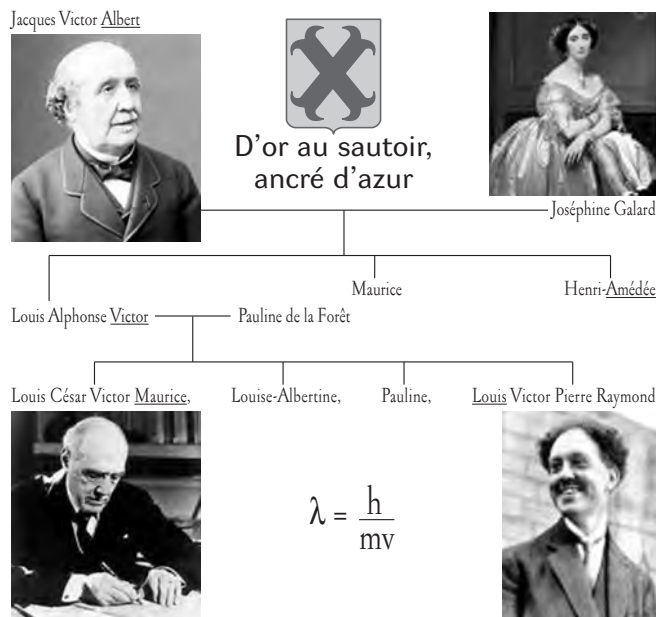 Jacques Victor Albert
D'or au sautoir,
ancré d'azur
Joséphine Galard
Maurice
Henri-Amédée
Louis Alphonse Victor
Pauline de la Forêt
Louis César Victor Maurice,
Louise-Albertine,
Pauline,
Louis Victor Pierre Raymond
λ = h
mv